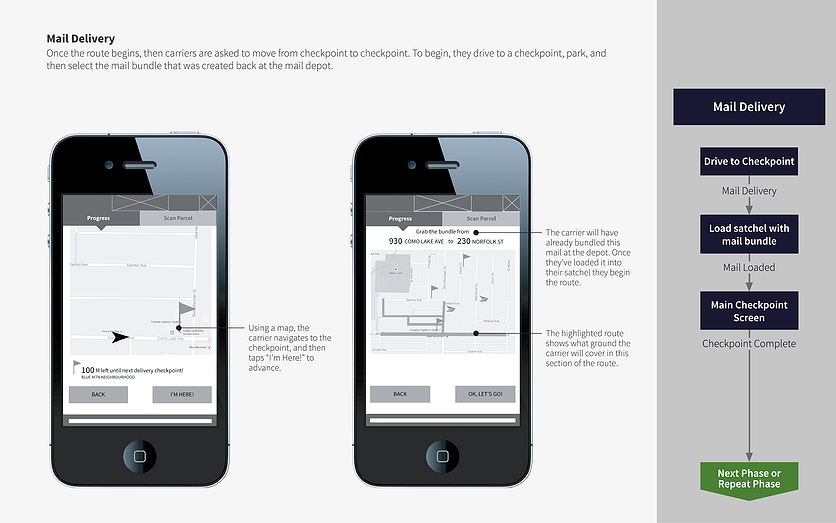 Mail Delivery
Once the route begins, then carriers are asked to move from checkpoint to checkpoint. To begin, they drive to a checkpoint, park, and
then select the mail bundle that was created back at the mail depot.
Progress
Scan Parcel
100 M left until next delivery checkpoint!
BLUE MTN NEIGHBOURHOOD
BACK
I'M HERE!
Using a map, the
carrier navigates to the
checkpoint, and then
taps "I'm Here!" to
advance.
Progress
Scan Parcel
Grab the bundle from
930 COMO LAKE AVE to 230 NORFOLK ST
BACK
OK, LET'S GO!
The carrier will have
already bundled this
mail at the depot. Once
they've loaded it into
their satchel they begin
the route.
The highlighted route
shows what ground the
carrier will cover in this
section of the route.
Mail Delivery
Drive to Checkpoint
Mail Delivery
Load satchel with
mail bundle
Mail Loaded
Main Checkpoint
Screen
Checkpoint Complete
Next Phase or
Repeat Phase